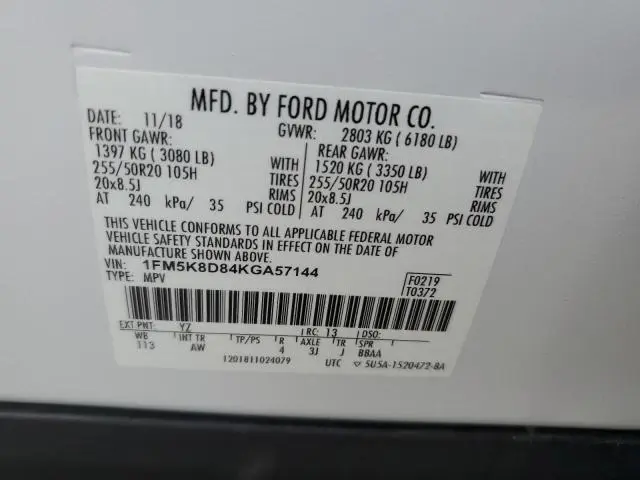 MFD. BY FORD MOTOR CO.
DATE: 11/18 GVWR: 2803 KG ( 6180 LB)
FRONT GAWR: REAR GAWR:
1397 KG ( 3080 LB) WITH 1520 KG ( 3350 LB) WITH
255/50R20 105H TIRES 255/50R20 105H TIRES
20x8.5J RIMS 20x8.5J RIMS
AT 240 kPa/ 35 PSI COLD AT 240 kPa/ 35 PSI COLD
THIS VEHICLE CONFORMS TO ALL APPLICABLE FEDERAL MOTOR
VEHICLE SAFETY STANDARDS IN EFFECT ON THE DATE OF
MANUFACTURE SHOWN ABOVE.
VIN: 1FM5K8D84KGA57144 F0219
TYPE: MPV T0372
EXT PNT: YZ RC: 13 DSO:
WB INT TR TP/PS R AXLE TR SPR
113 AW 4 3J J BBAA
1201811024079 UTC ▽ 5U5A-1520472-BA